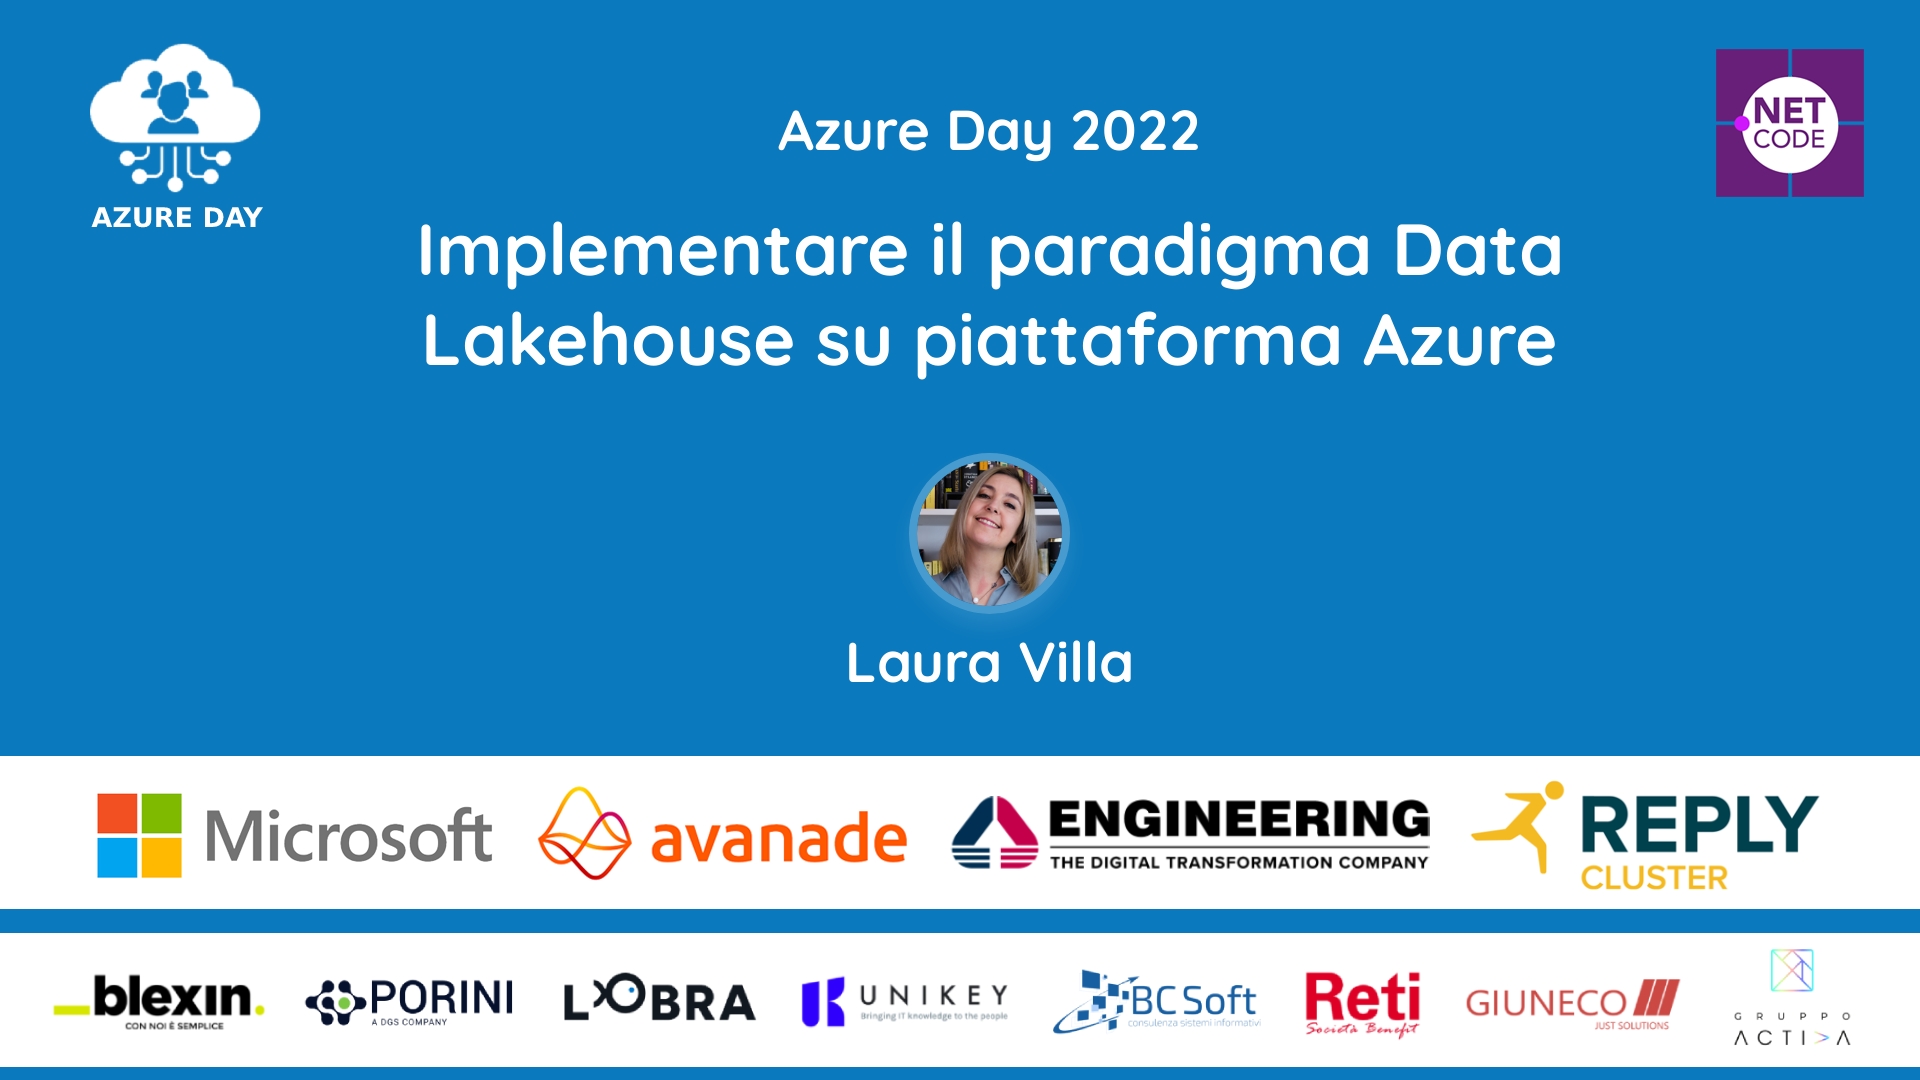 AZURE DAY
Azure Day 2022
NET
CODE
Implementare il paradigma Data
Lakehouse su piattaforma Azure
Laura Villa
Microsoft
avanade
ENGINEERING
THE DIGITAL TRANSFORMATION COMPANY
REPLY
CLUSTER
blexin.
CON NOI È SEMPLICE
PORINI
A DGS COMPANY
LOBRA
UNIKEY
Bringing IT knowledge to the people
BC Soft
consulenza sistemi informativi
Reti
Società Benefit
GIUNECO
JUST SOLUTIONS
GRUPPO
ACTIVA